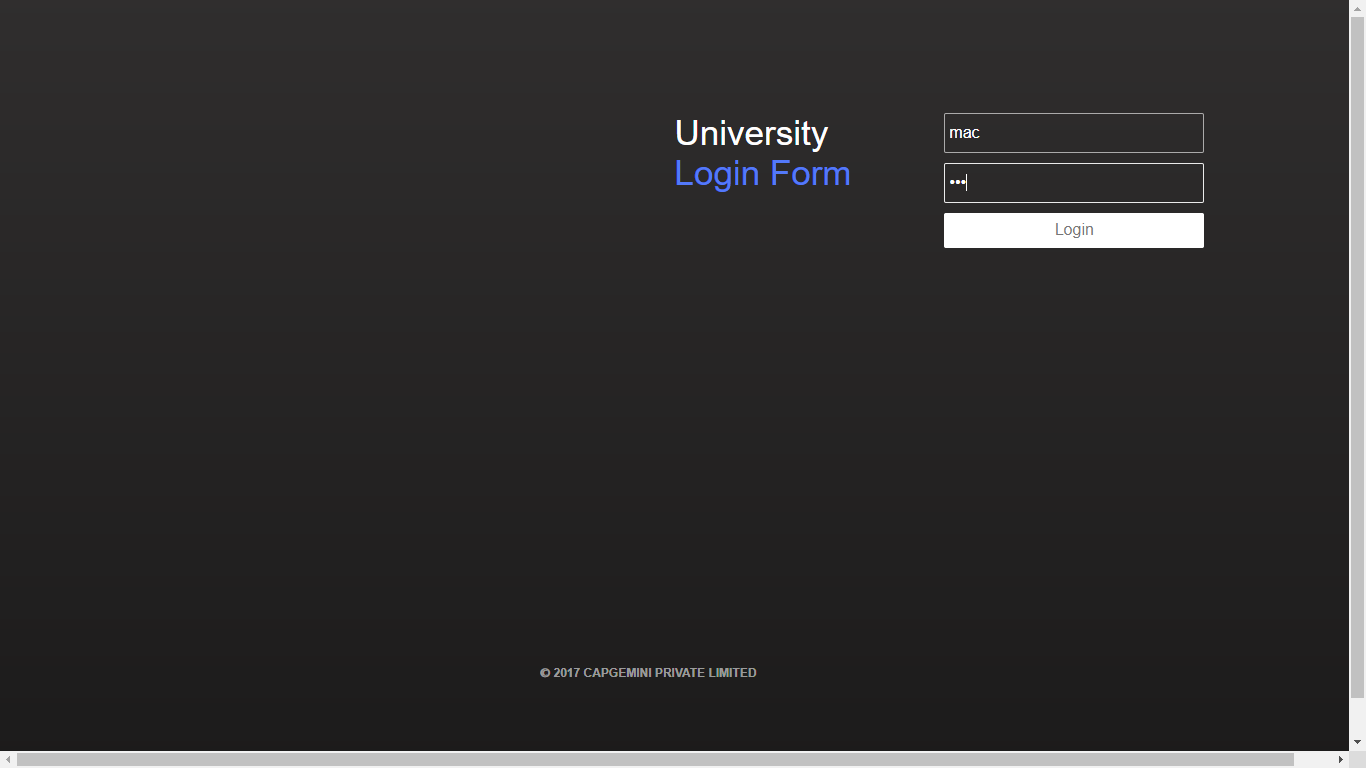 University
Login Form
mac
•••
Login
© 2017 CAPGEMINI PRIVATE LIMITED